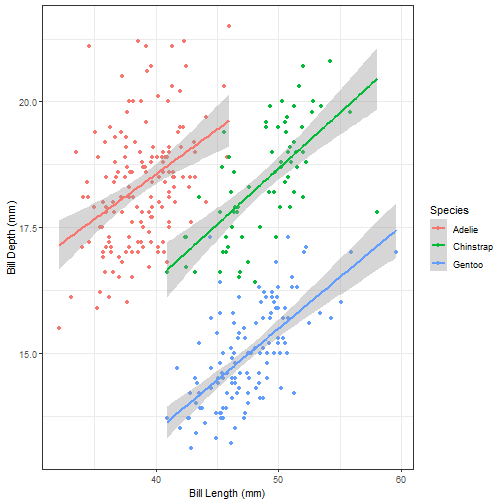 20.0
17.5
15.0
Bill Depth (mm)
40
50
60
Bill Length (mm)
Species
Adelie
Chinstrap
Gentoo